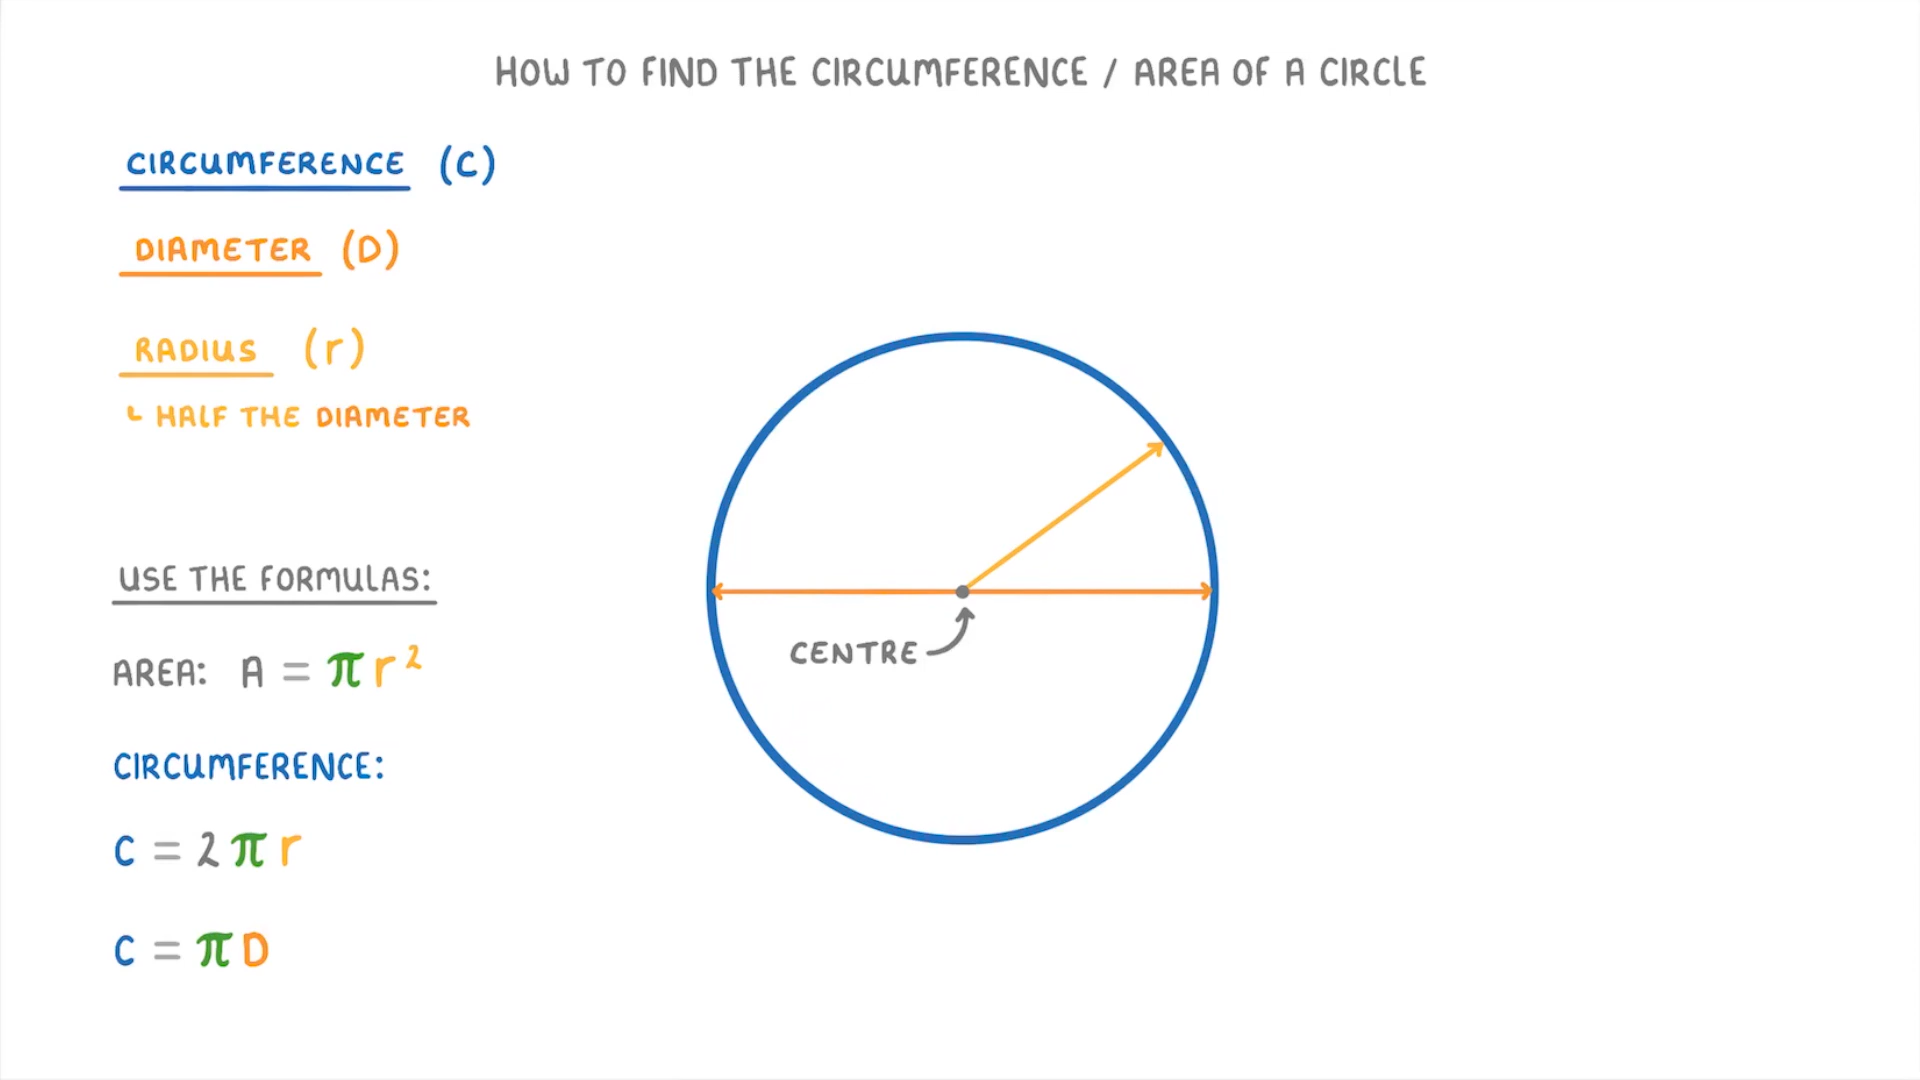 HOW TO FIND THE CIRCUMFERENCE / AREA OF A CIRCLE
CIRCUMFERENCE (C)
DIAMETER (D)
RADIUS (r)
↳ HALF THE DIAMETER
USE THE FORMULAS:
AREA: A = πr²
CIRCUMFERENCE:
C = 2πr
C = πD
CENTRE